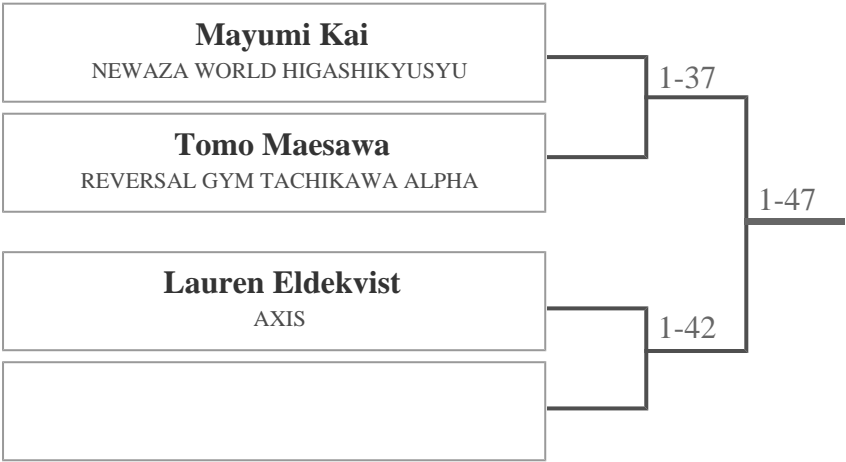 Mayumi Kai
NEWAZA WORLD HIGASHIKYUSYU
1-37
Tomo Maesawa
REVERSAL GYM TACHIKAWA ALPHA
1-47
Lauren Eldekvist
AXIS
1-42